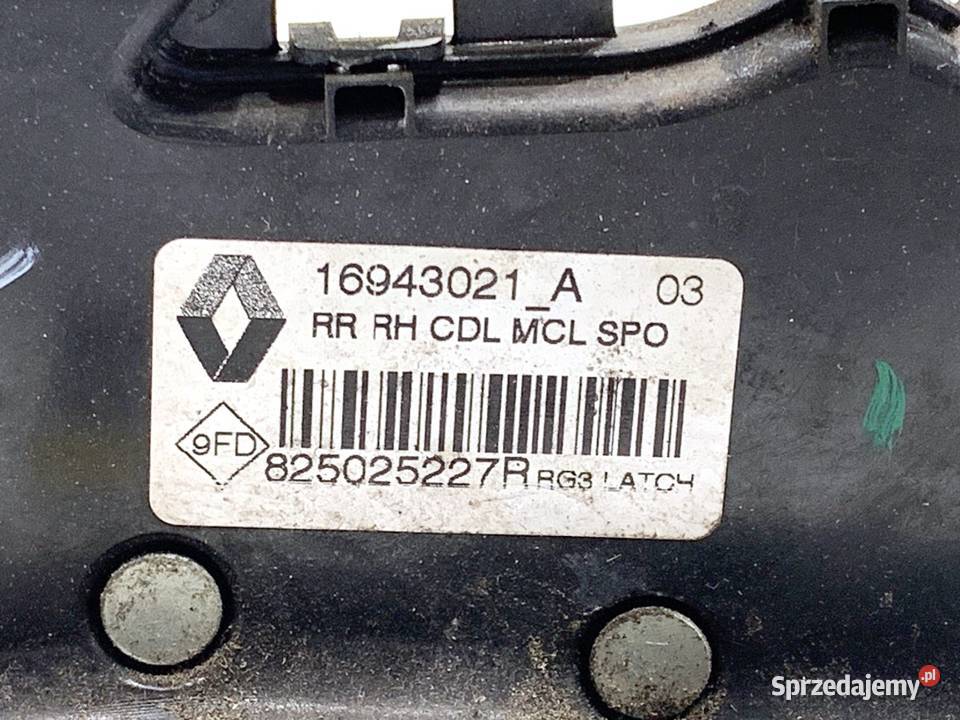 16943021_A 03
RR RH CDL MCL SPO
9FD
825025227R RG3 LATCH
Sprzedajemy.pl